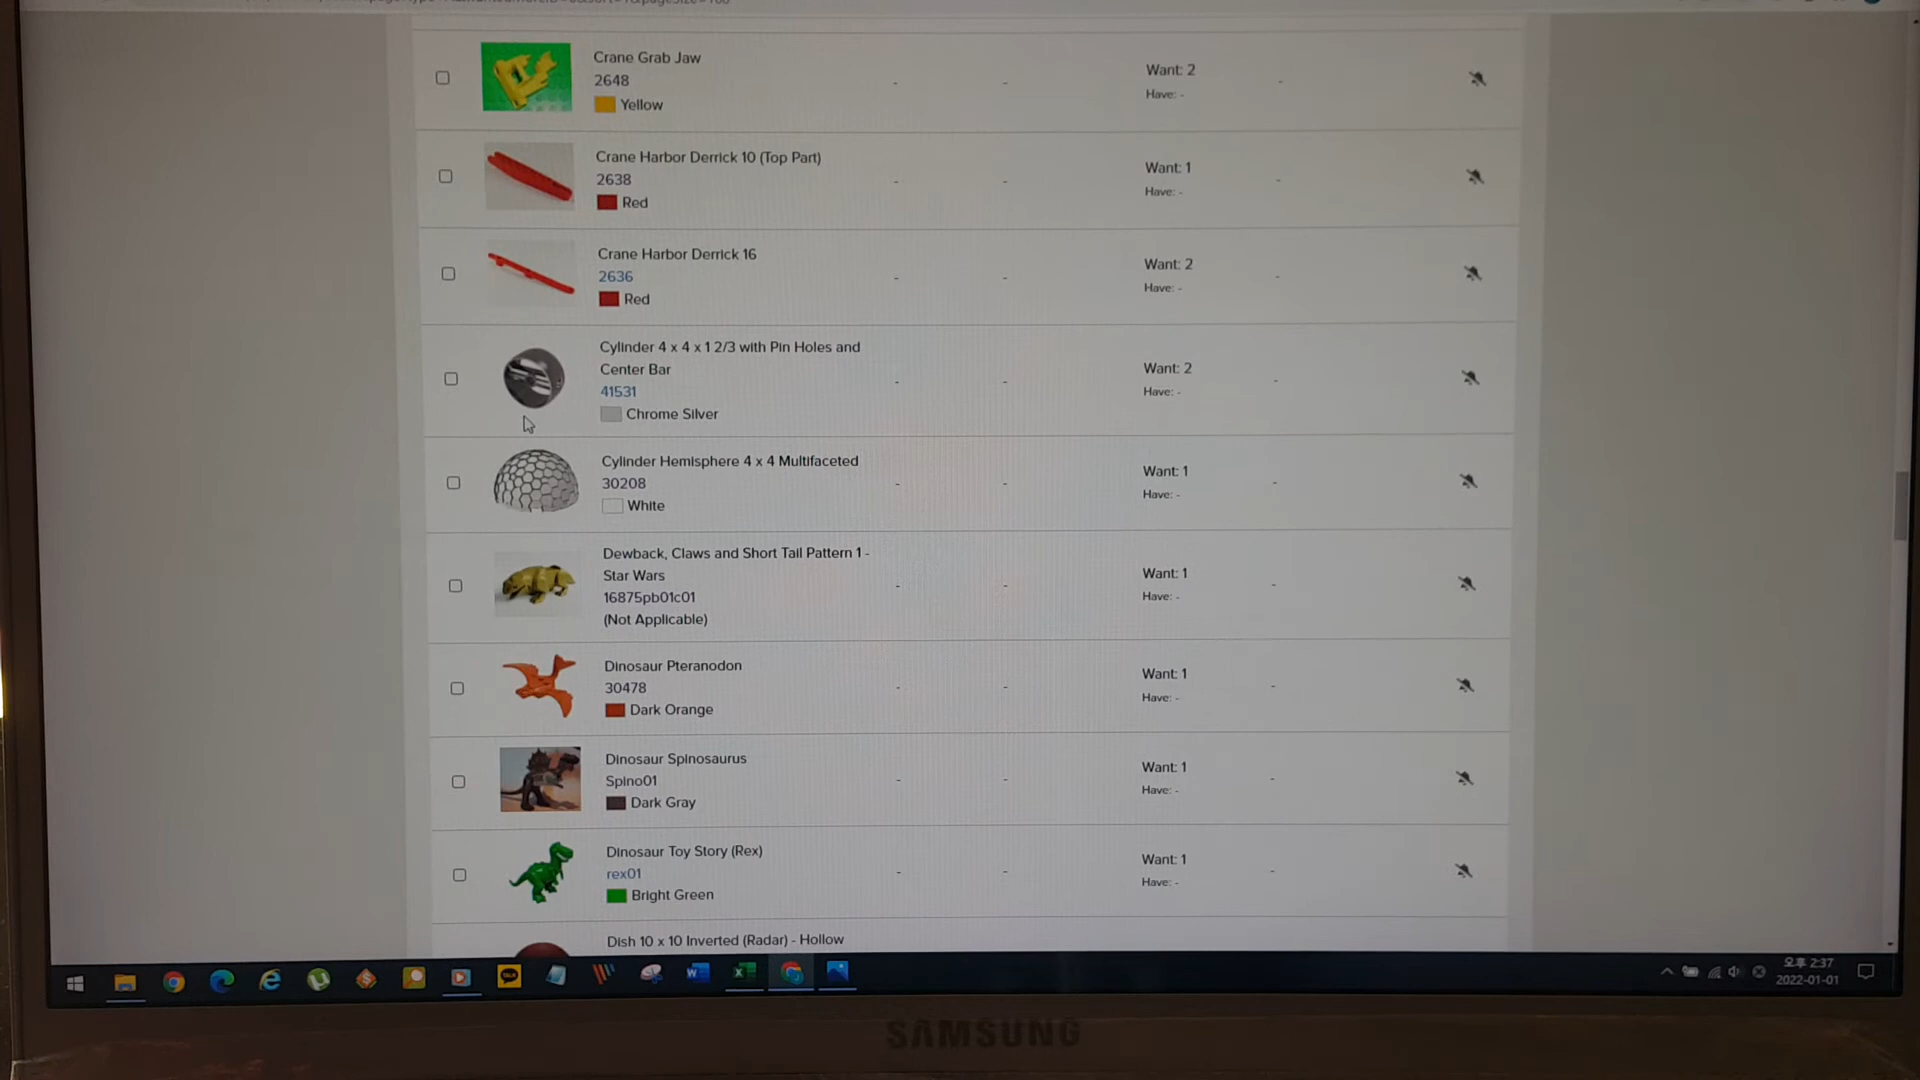 Crane Grab Jaw
2648
Yellow
- - Want: 2 -
Have: -
Crane Harbor Derrick 10 (Top Part)
2638
Red
- - Want: 1 -
Have: -
Crane Harbor Derrick 16
2636
Red
- - Want: 2 -
Have: -
Cylinder 4 x 4 x 1 2/3 with Pin Holes and
Center Bar
41531
Chrome Silver
- - Want: 2 -
Have: -
Cylinder Hemisphere 4 x 4 Multifaceted
30208
White
- - Want: 1 -
Have: -
Dewback, Claws and Short Tail Pattern 1 -
Star Wars
16875pb01c01
(Not Applicable)
- - Want: 1 -
Have: -
Dinosaur Pteranodon
30478
Dark Orange
- - Want: 1 -
Have: -
Dinosaur Spinosaurus
Spino01
Dark Gray
- - Want: 1 -
Have: -
Dinosaur Toy Story (Rex)
rex01
Bright Green
- - Want: 1 -
Have: -
Dish 10 x 10 Inverted (Radar) - Hollow
TALK
오후 2:37
2022-01-01
SAMSUNG